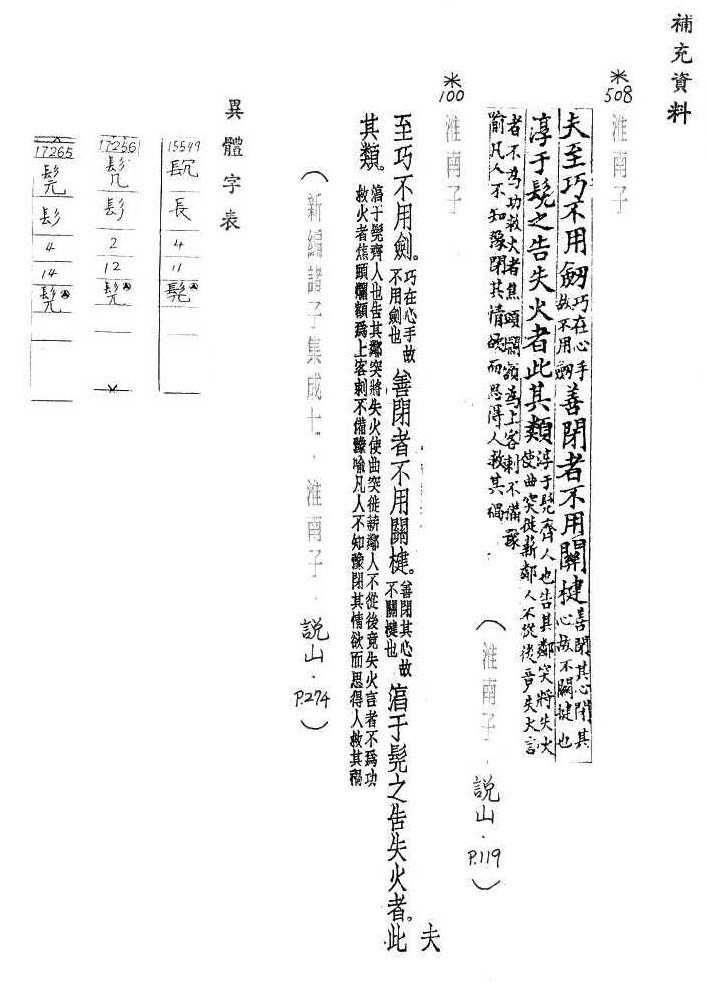 補充資料
*508
淮南子
夫至巧不用劒巧在心手故不用劒善閉者不用關楗善閉其心閉其心故不關楗也
淳于髡之告失火者此其類淳于髡齊人也告其鄰突將失火使曲突徙薪鄰人不從後竟失火言
者不為功救火者焦頭爛額為上客刺不備豫
喻凡人不知豫閉其情欲而思得人救其禍
(淮南子.說山.P.119)
*100
淮南子
夫
至巧不用劍。巧在心手故不用劍也善閉者不用關楗。善閉其心故不關楗也淳于髡之告失火者。此
其類。淳于髡齊人也告其鄰突將失火使曲突徙薪鄰人不從後竟失火言者不爲功救火者焦頭爛額爲上客刺不備豫喩凡人不知豫閉其情欲而思得人救其禍
(新編諸子集成七.淮南子.說山.P.274)
異體字表
15549
長
4
11
髡
17256
髟
2
12
髡
17265
髟
4
14
髡